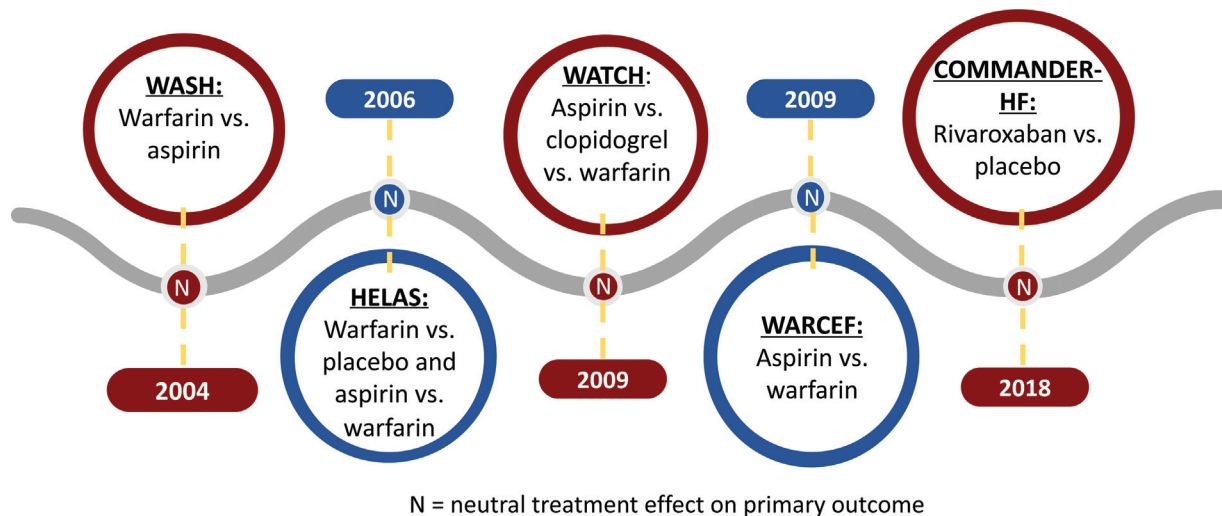 WASH:
Warfarin vs.
aspirin
N
2004
2006
N
HELAS:
Warfarin vs.
placebo and
aspirin vs.
warfarin
WATCH:
Aspirin vs.
clopidogrel
vs. warfarin
N
2009
2009
N
WARCEF:
Aspirin vs.
warfarin
COMMANDER-
HF:
Rivaroxaban vs.
placebo
N
2018
N = neutral treatment effect on primary outcome